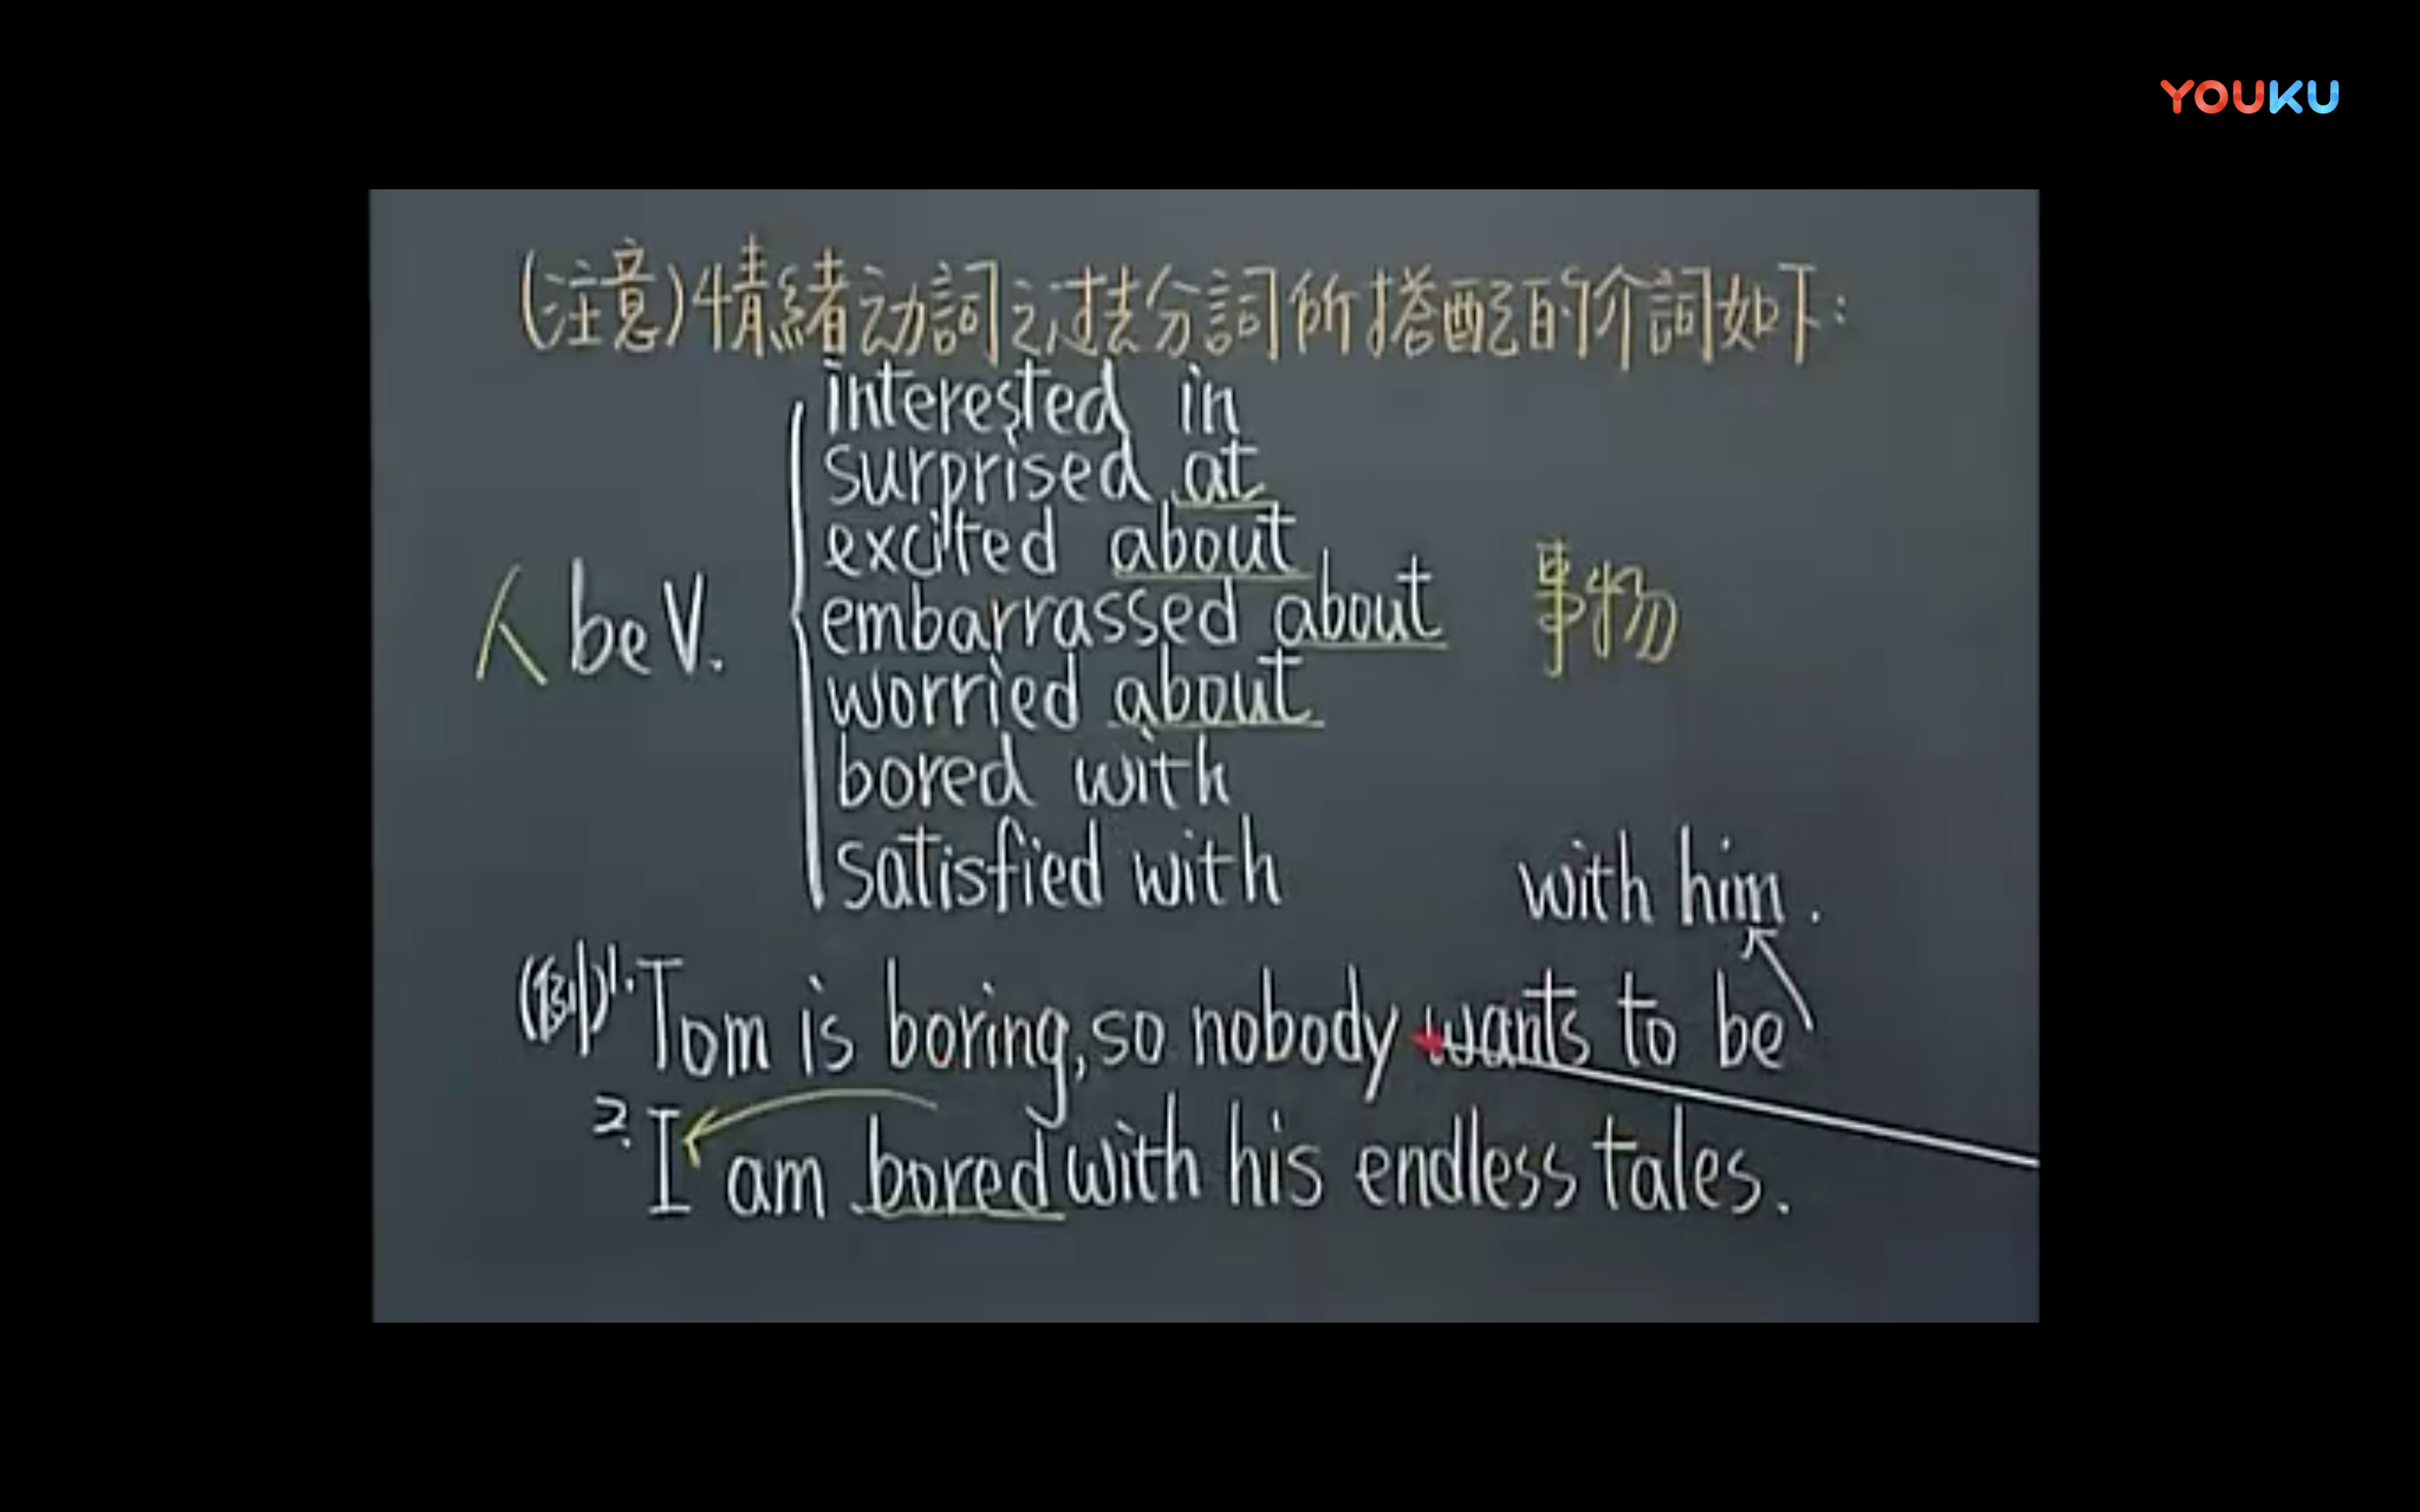 YOUKU
(注意)情緒动詞之过去分詞所搭配的介詞如下:
人 be V.
interested in
surprised at
excited about
embarrassed about
worried about
bored with
satisfied with
事物
(例)1. Tom is boring, so nobody wants to be
with him.
2. I am bored with his endless tales.